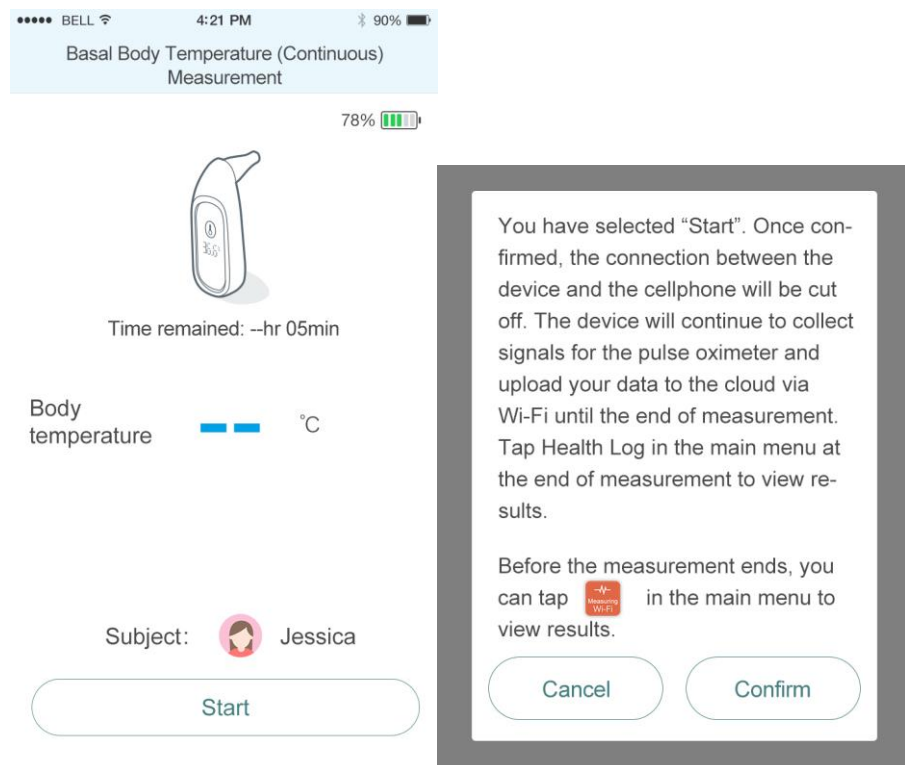 BELL
4:21 PM
90%
Basal Body Temperature (Continuous)
Measurement
78%
36.6°
Time remained: --hr 05min
Body
temperature
-- °C
Subject:
Jessica
Start
You have selected “Start”. Once con-
firmed, the connection between the
device and the cellphone will be cut
off. The device will continue to collect
signals for the pulse oximeter and
upload your data to the cloud via
Wi-Fi until the end of measurement.
Tap Health Log in the main menu at
the end of measurement to view re-
sults.
Before the measurement ends, you
can tap Measuring Wi-Fi in the main menu to
view results.
Cancel
Confirm